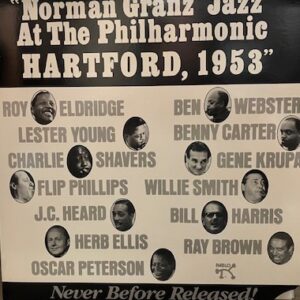 "Norman Granz' Jazz
At The Philharmonic
HARTFORD, 1953"
ROY ELDRIDGE
BEN WEBSTER
LESTER YOUNG
BENNY CARTER
CHARLIE SHAVERS
GENE KRUPA
FLIP PHILLIPS
WILLIE SMITH
J.C. HEARD
BILL HARRIS
HERB ELLIS
RAY BROWN
OSCAR PETERSON
PABLO
Never Before Released!